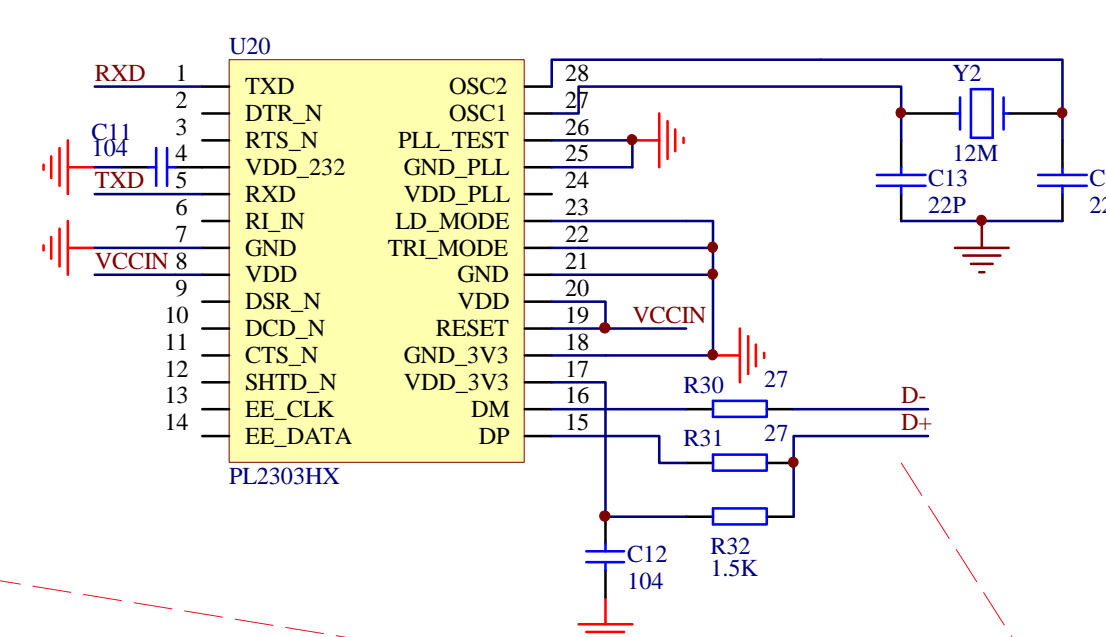 U20
RXD 1 TXD OSC2 28 Y2
2 DTR_N OSC1 27
C11 3 RTS_N PLL_TEST 26
104 4 VDD_232 GND_PLL 25 12M
TXD 5 RXD VDD_PLL 24 C13 C
6 RI_IN LD_MODE 23 22P 22
7 GND TRI_MODE 22
VCCIN 8 VDD GND 21
9 DSR_N VDD 20
10 DCD_N RESET 19 VCCIN
11 CTS_N GND_3V3 18
12 SHTD_N VDD_3V3 17 R30 27
13 EE_CLK DM 16 D-
14 EE_DATA DP 15 R31 27 D+
PL2303HX
C12 R32
104 1.5K